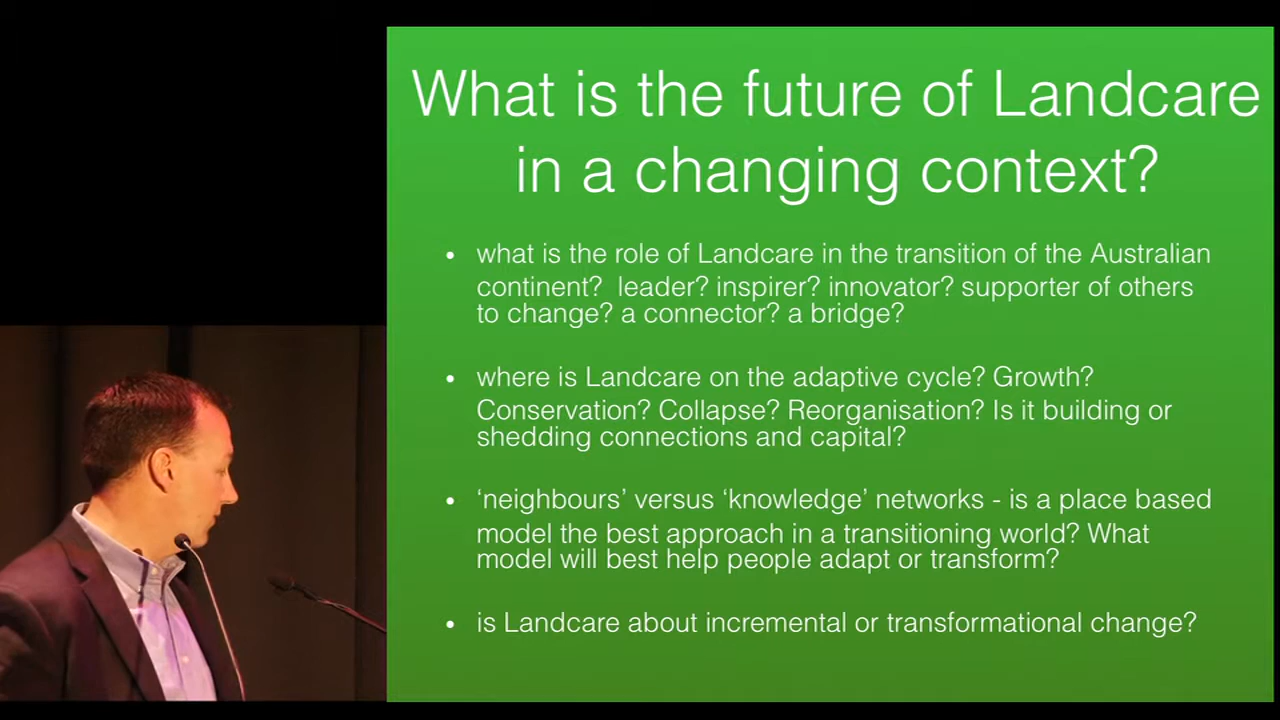 What is the future of Landcare
in a changing context?
• what is the role of Landcare in the transition of the Australian
continent?  leader? inspirer? innovator? supporter of others
to change? a connector? a bridge?
• where is Landcare on the adaptive cycle? Growth?
Conservation? Collapse? Reorganisation? Is it building or
shedding connections and capital?
• ‘neighbours’ versus ‘knowledge’ networks - is a place based
model the best approach in a transitioning world? What
model will best help people adapt or transform?
• is Landcare about incremental or transformational change?